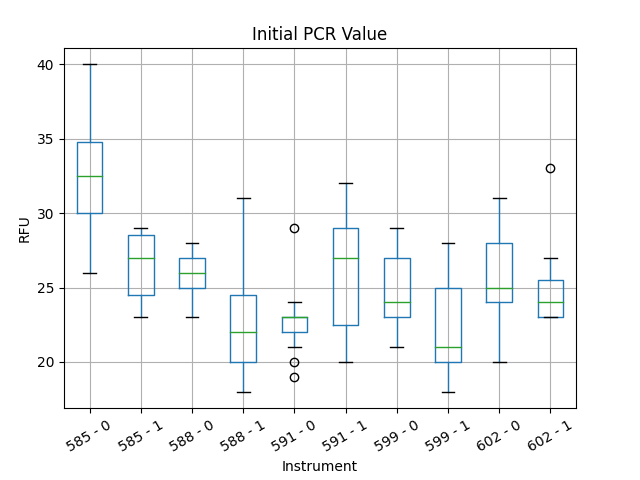 Initial PCR Value
RFU
40
35
30
25
20
585 - 0
585 - 1
588 - 0
588 - 1
591 - 0
591 - 1
599 - 0
599 - 1
602 - 0
602 - 1
Instrument